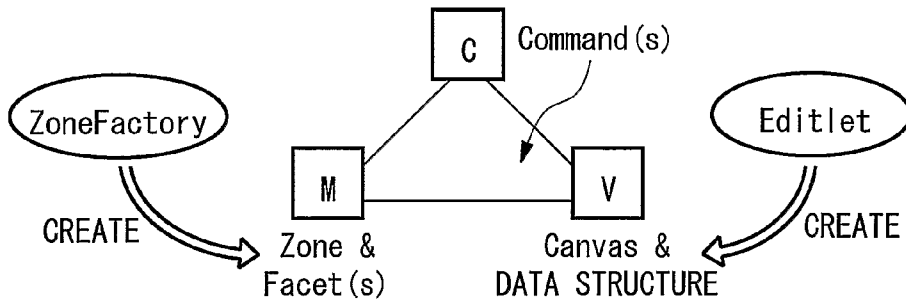 C
Command(s)
ZoneFactory
Editlet
M
V
CREATE
CREATE
Zone &
Facet(s)
Canvas &
DATA STRUCTURE